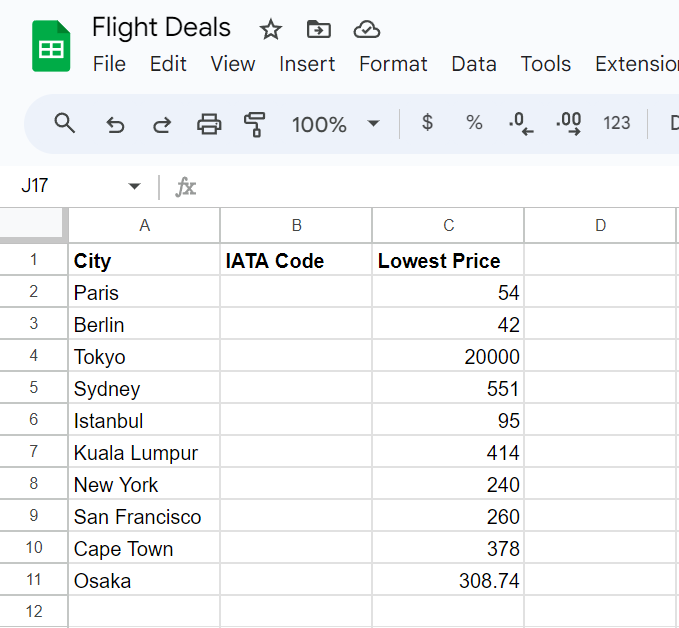 Flight Deals
File Edit View Insert Format Data Tools Extensio
100% $ % .0 .00 123
J17 fx
A B C D
1 City IATA Code Lowest Price
2 Paris 54
3 Berlin 42
4 Tokyo 20000
5 Sydney 551
6 Istanbul 95
7 Kuala Lumpur 414
8 New York 240
9 San Francisco 260
10 Cape Town 378
11 Osaka 308.74
12